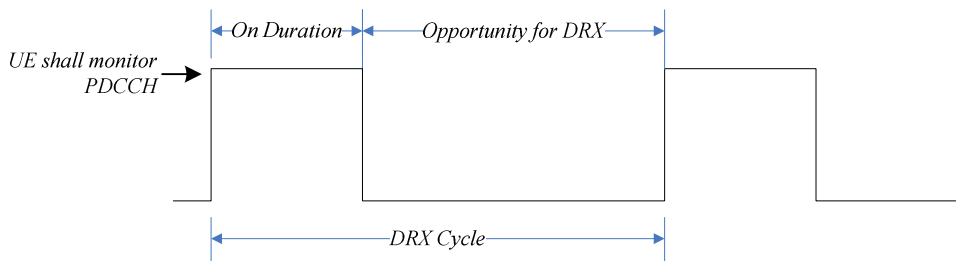 On Duration
Opportunity for DRX
UE shall monitor
PDCCH
DRX Cycle